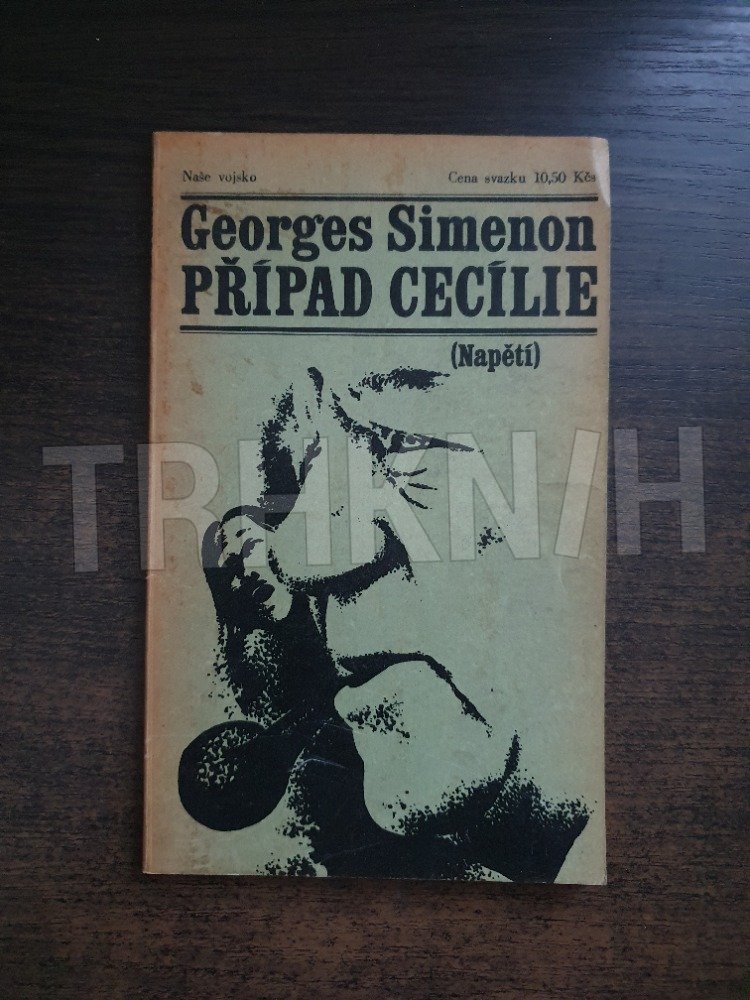 Naše vojsko Cena svazku 10,50 Kčs
Georges Simenon
PŘÍPAD CECÍLIE
(Napětí)
TRHKNIH